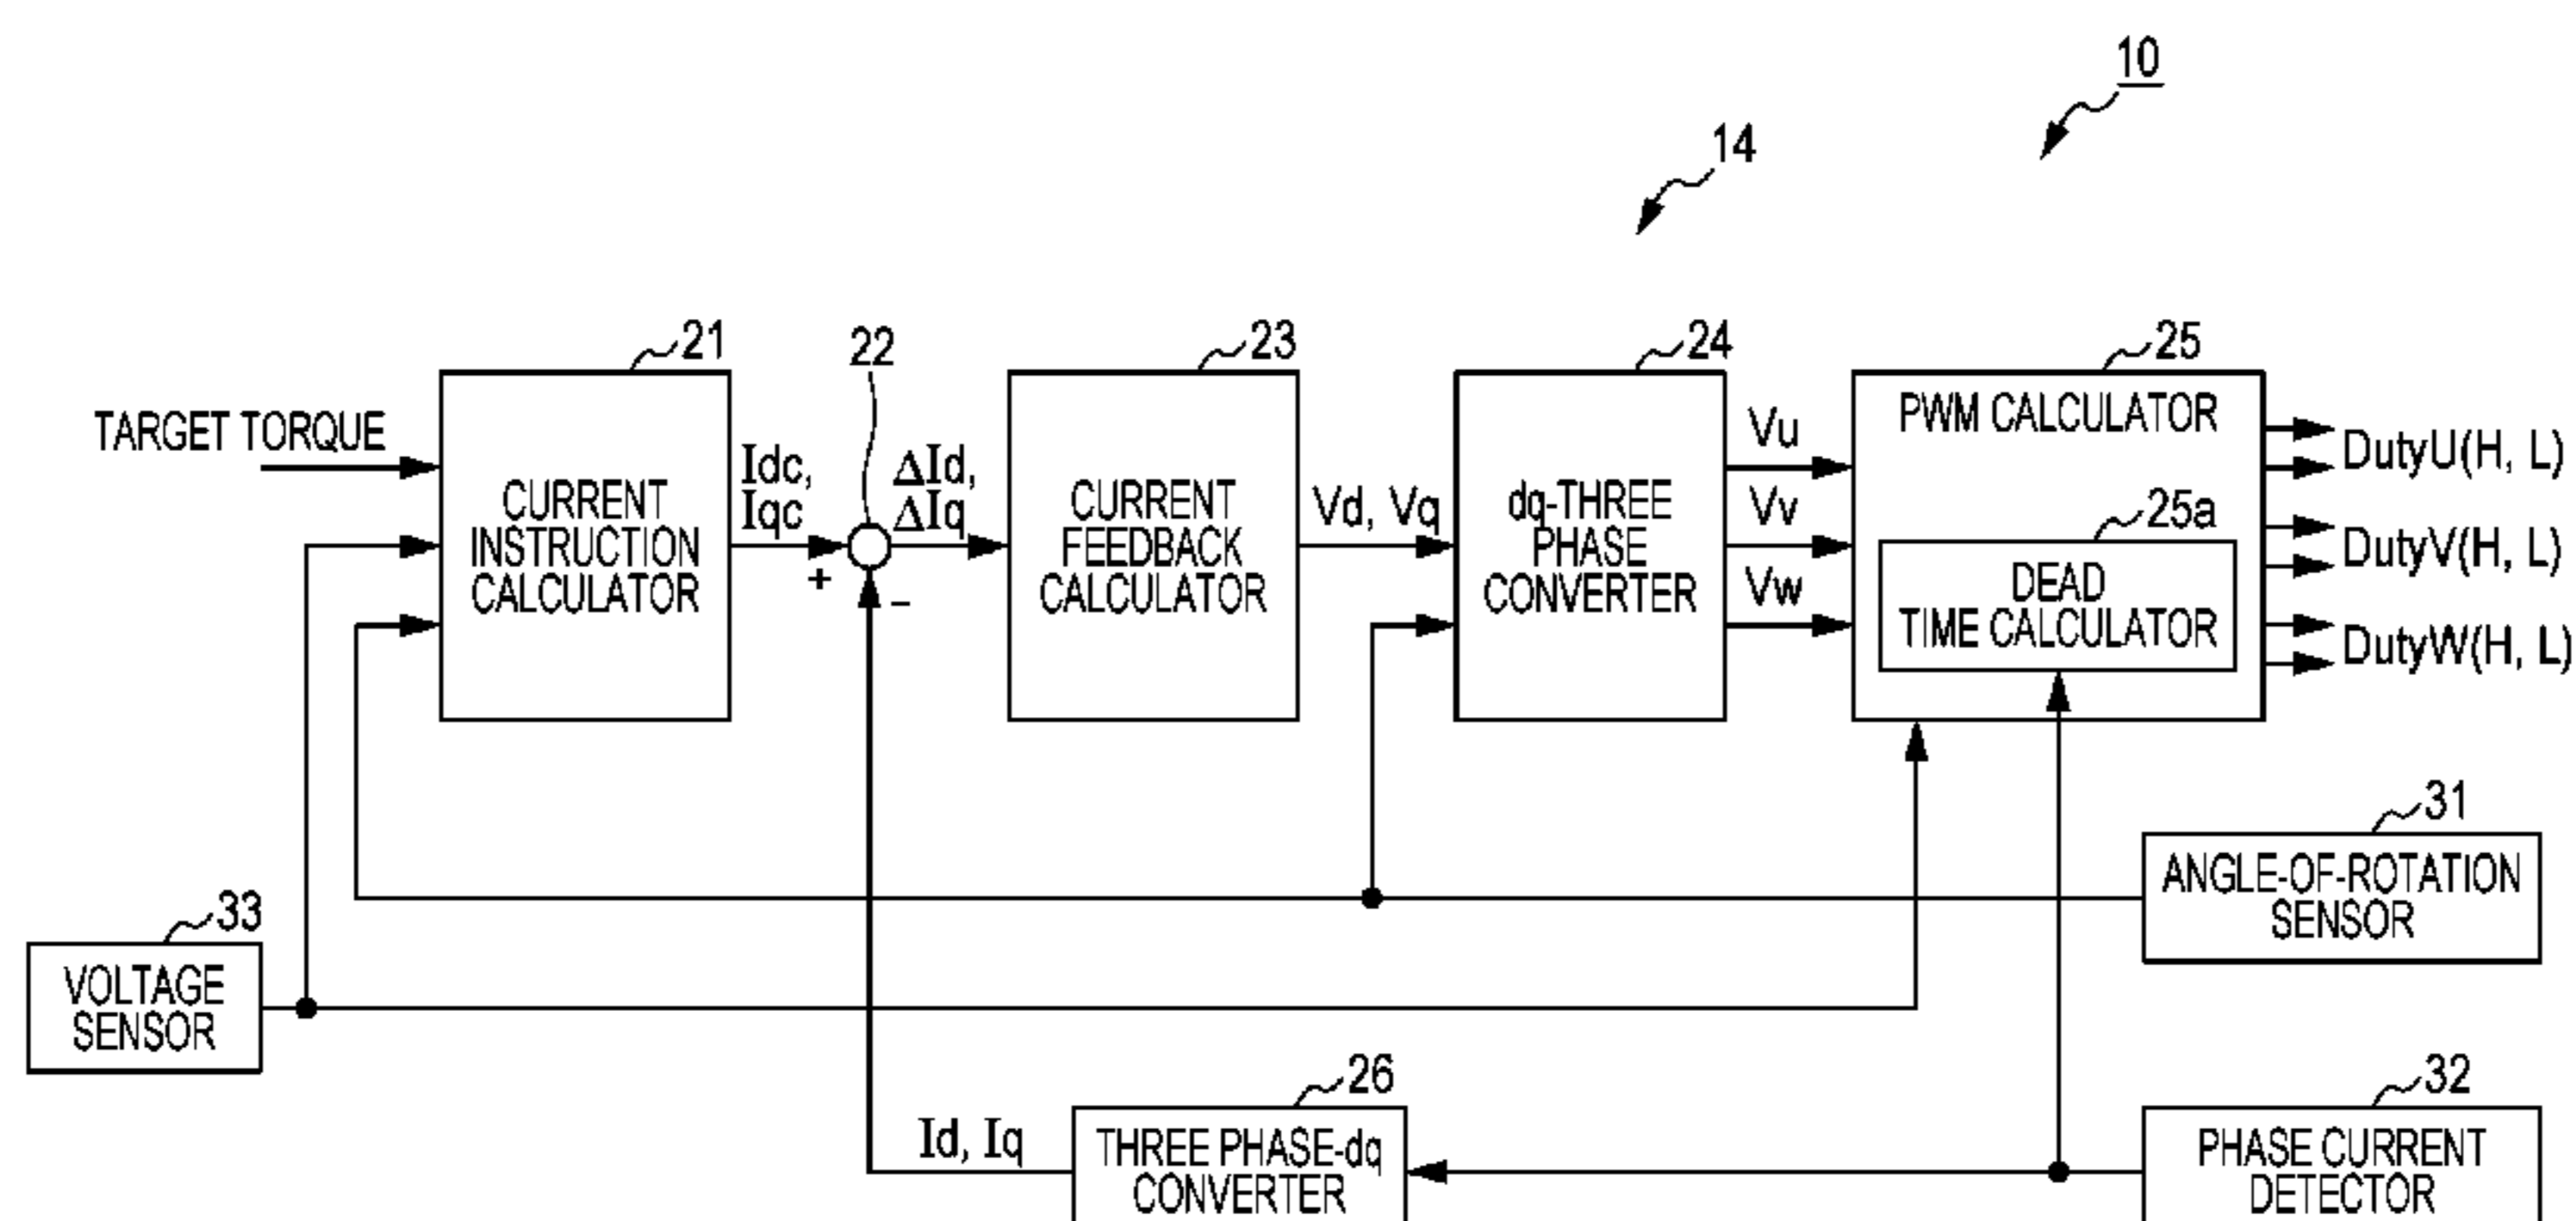 10
14
21
22
23
24
25
TARGET TORQUE
CURRENT
INSTRUCTION
CALCULATOR
Idc,
Iqc
+
−
ΔId,
ΔIq
CURRENT
FEEDBACK
CALCULATOR
Vd, Vq
dq-THREE
PHASE
CONVERTER
Vu
Vv
Vw
PWM CALCULATOR
25a
DEAD
TIME CALCULATOR
DutyU(H, L)
DutyV(H, L)
DutyW(H, L)
31
ANGLE-OF-ROTATION
SENSOR
33
VOLTAGE
SENSOR
26
Id, Iq
THREE PHASE-dq
CONVERTER
32
PHASE CURRENT
DETECTOR